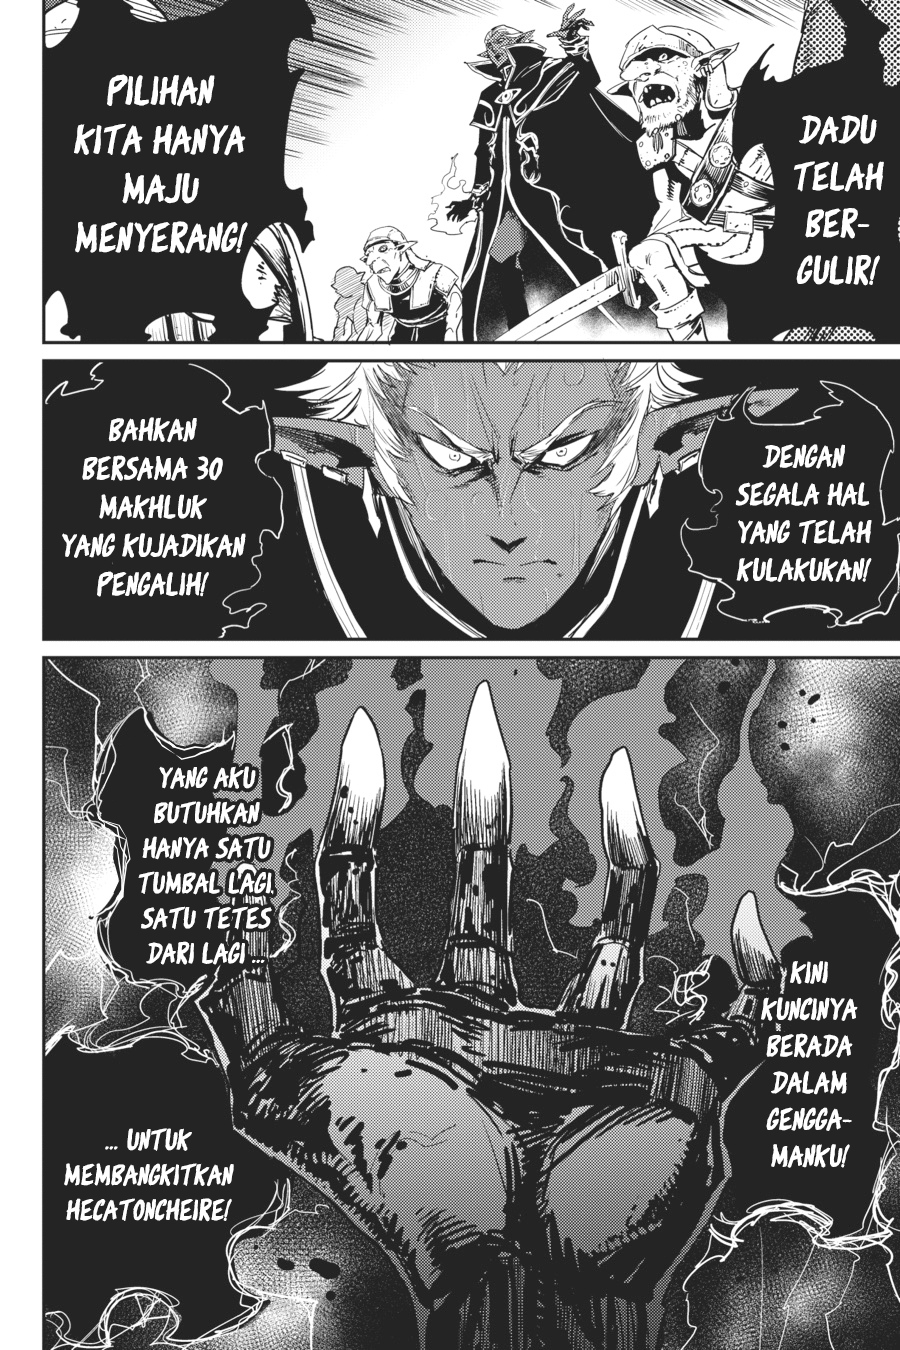 DADU
TELAH
BER-
GULIR!
PILIHAN
KITA HANYA
MAJU
MENYERANG!
DENGAN
SEGALA HAL
YANG TELAH
KULAKUKAN!
BAHKAN
BERSAMA 30
MAKHLUK
YANG KUJADIKAN
PENGALIH!
KINI
KUNCINYA
BERADA
DALAM
GENGGA-
MANKU!
YANG AKU
BUTUHKAN
HANYA SATU
TUMBAL LAGI.
SATU TETES
DARI LAGI ...
... UNTUK
MEMBANGKITKAN
HECATONCHEIRE!